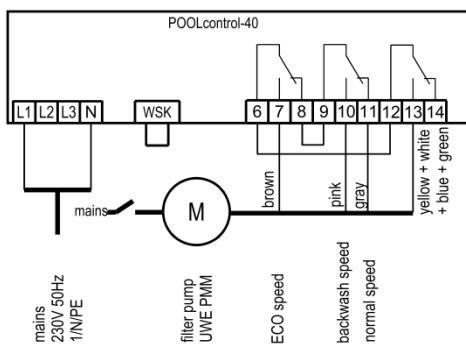 POOLcontrol-40
L1 L2 L3 N
WSK
6 7 8 9 10 11 12 13 14
brown
pink
gray
yellow + white
+ blue + green
mains
M
mains
230V 50Hz
1/N/PE
filter pump
UWE PMM
ECO speed
backwash speed
normal speed